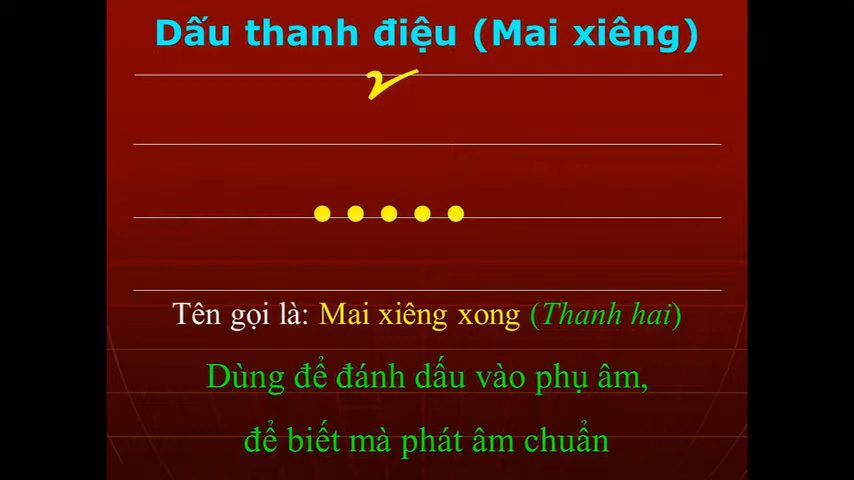 Dấu thanh điệu (Mai xiêng)
Tên gọi là: Mai xiêng xong (Thanh hai)
Dùng để đánh dấu vào phụ âm,
để biết mà phát âm chuẩn